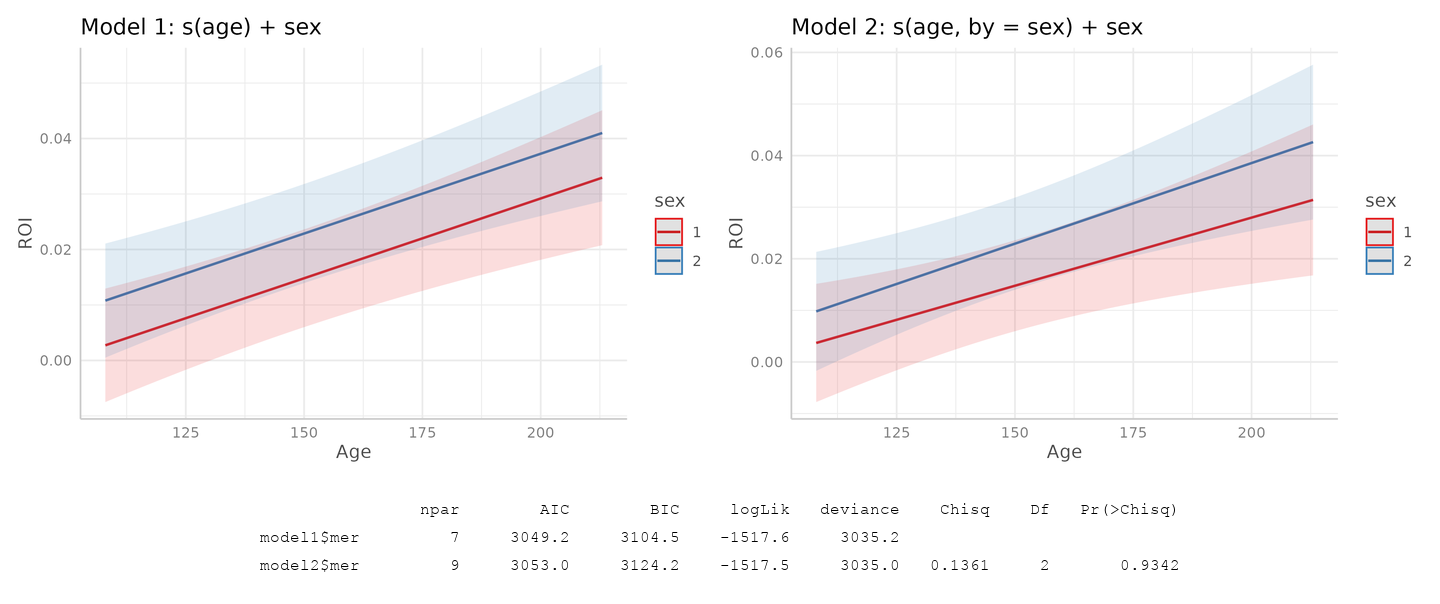 Model 1: s(age) + sex
0.04
0.02
0.00
ROI
125 150 175 200
Age
sex
1
2
Model 2: s(age, by = sex) + sex
0.06
0.04
0.02
0.00
ROI
125 150 175 200
Age
sex
1
2
npar AIC BIC logLik deviance Chisq Df Pr(>Chisq)
model1$mer 7 3049.2 3104.5 -1517.6 3035.2
model2$mer 9 3053.0 3124.2 -1517.5 3035.0 0.1361 2 0.9342